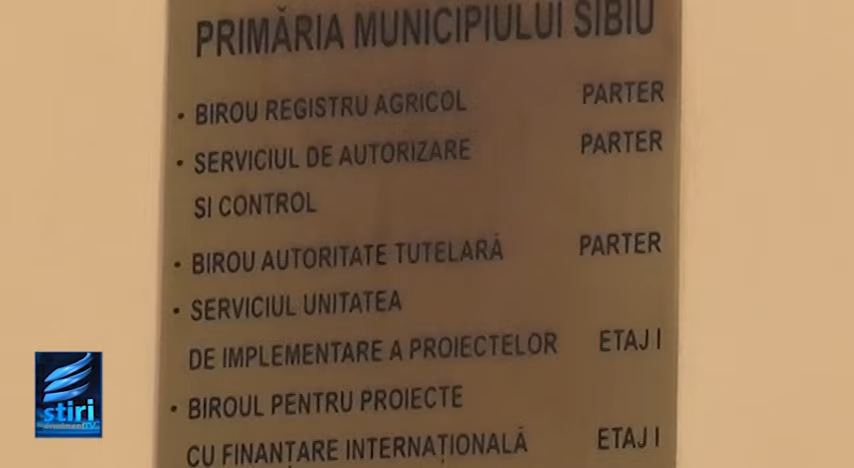 PRIMĂRIA MUNICIPIULUI SIBIU
• BIROU REGISTRU AGRICOL PARTER
• SERVICIUL DE AUTORIZARE PARTER
SI CONTROL
• BIROU AUTORITATE TUTELARĂ PARTER
• SERVICIUL UNITATEA
DE IMPLEMENTARE A PROIECTELOR ETAJ I
• BIROUL PENTRU PROIECTE
CU FINANȚARE INTERNAȚIONALĂ ETAJ I
stiri
evenimentTV